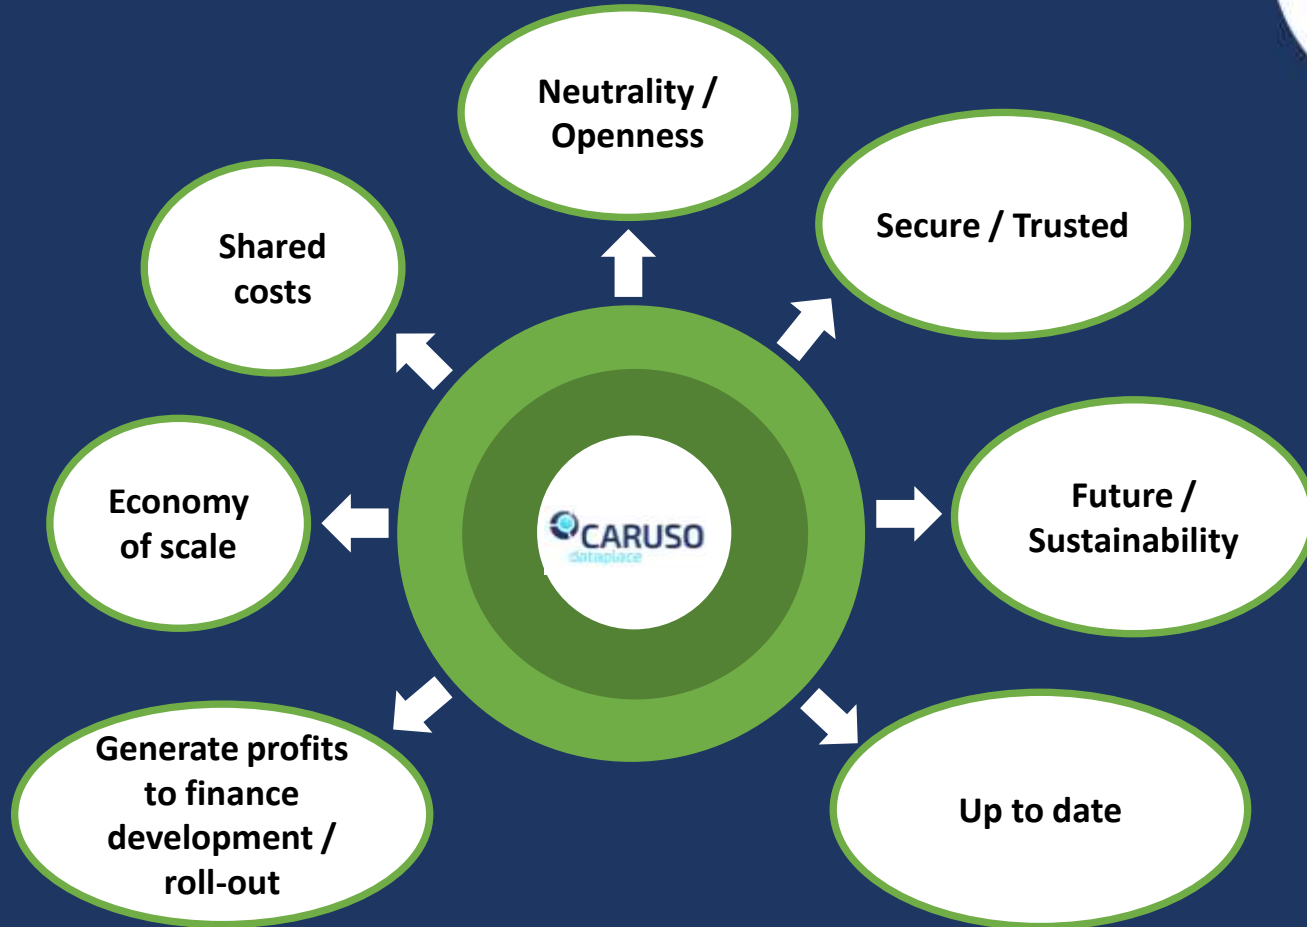 Neutrality /
Openness
Secure / Trusted
Shared
costs
Future /
Sustainability
Economy
of scale
CARUSO
dataplace
Generate profits
to finance
development /
roll-out
Up to date